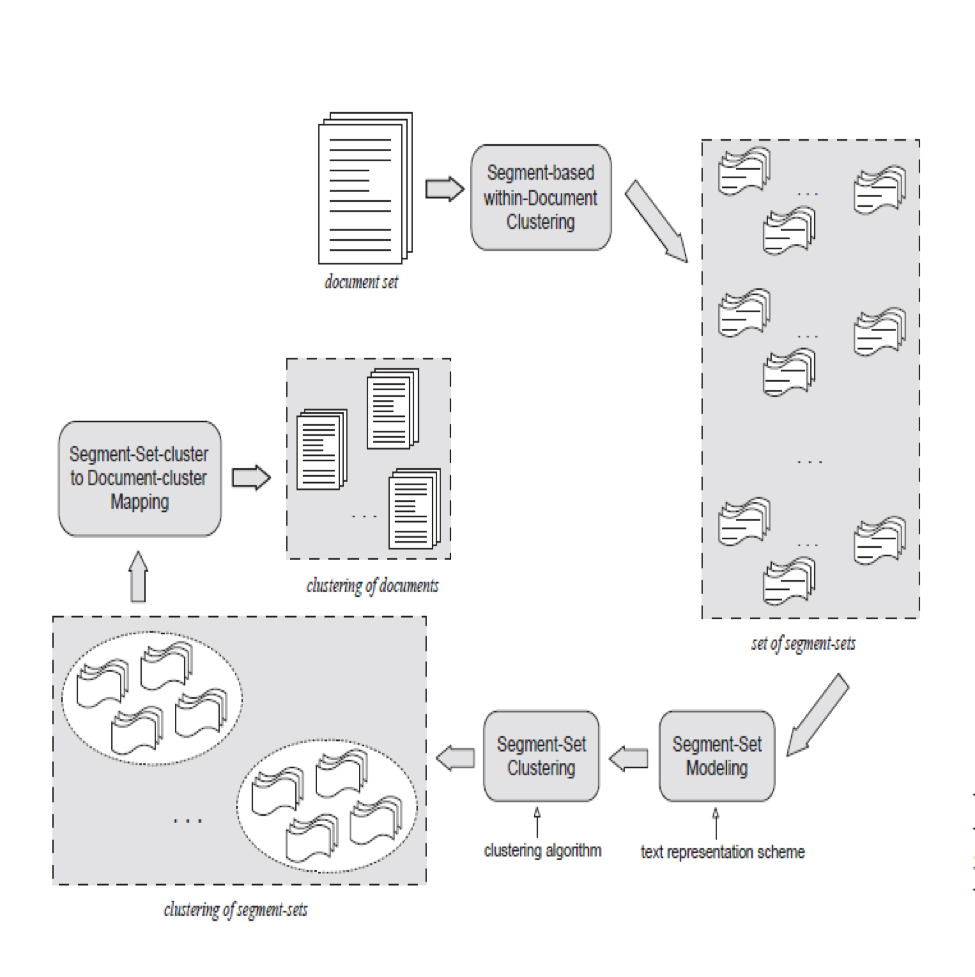 Segment-based
within-Document
Clustering
document set
. . .
. . .
. . .
. . .
set of segment-sets
Segment-Set-cluster
to Document-cluster
Mapping
. . .
clustering of documents
Segment-Set
Clustering
Segment-Set
Modeling
clustering algorithm
text representation scheme
. . .
clustering of segment-sets